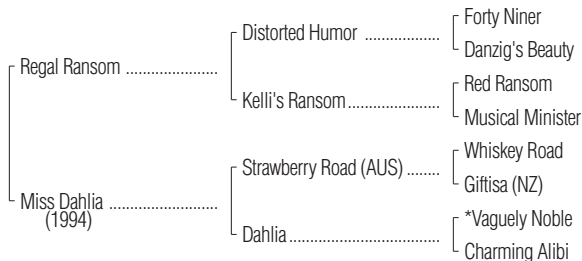 Forty Niner
Distorted Humor ..................
Danzig's Beauty
Regal Ransom ......................
Red Ransom
Kelli's Ransom......................
Musical Minister
Whiskey Road
Strawberry Road (AUS) ........
Giftisa (NZ)
Miss Dahlia ..........................
(1994)
*Vaguely Noble
Dahlia....................................
Charming Alibi